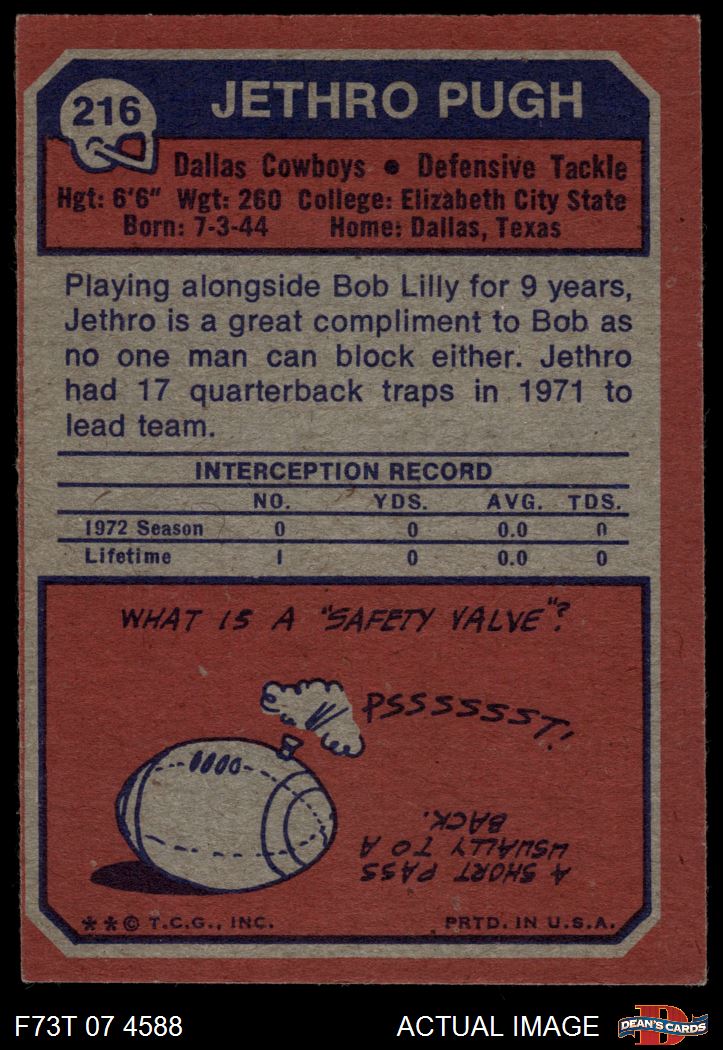 216
JETHRO PUGH
Dallas Cowboys • Defensive Tackle
Hgt: 6'6" Wgt: 260 College: Elizabeth City State
Born: 7-3-44 Home: Dallas, Texas
Playing alongside Bob Lilly for 9 years,
Jethro is a great compliment to Bob as
no one man can block either. Jethro
had 17 quarterback traps in 1971 to
lead team.
INTERCEPTION RECORD
NO. YDS. AVG. TDS.
1972 Season 0 0 0.0 0
Lifetime 1 0 0.0 0
WHAT IS A "SAFETY VALVE"?
PSSSSSSST!
A SHORT PASS
USUALLY TO A
BACK.
**© T.C.G., INC. PRTD. IN U.S.A.
F73T 07 4588 ACTUAL IMAGE D DEAN'S CARDS